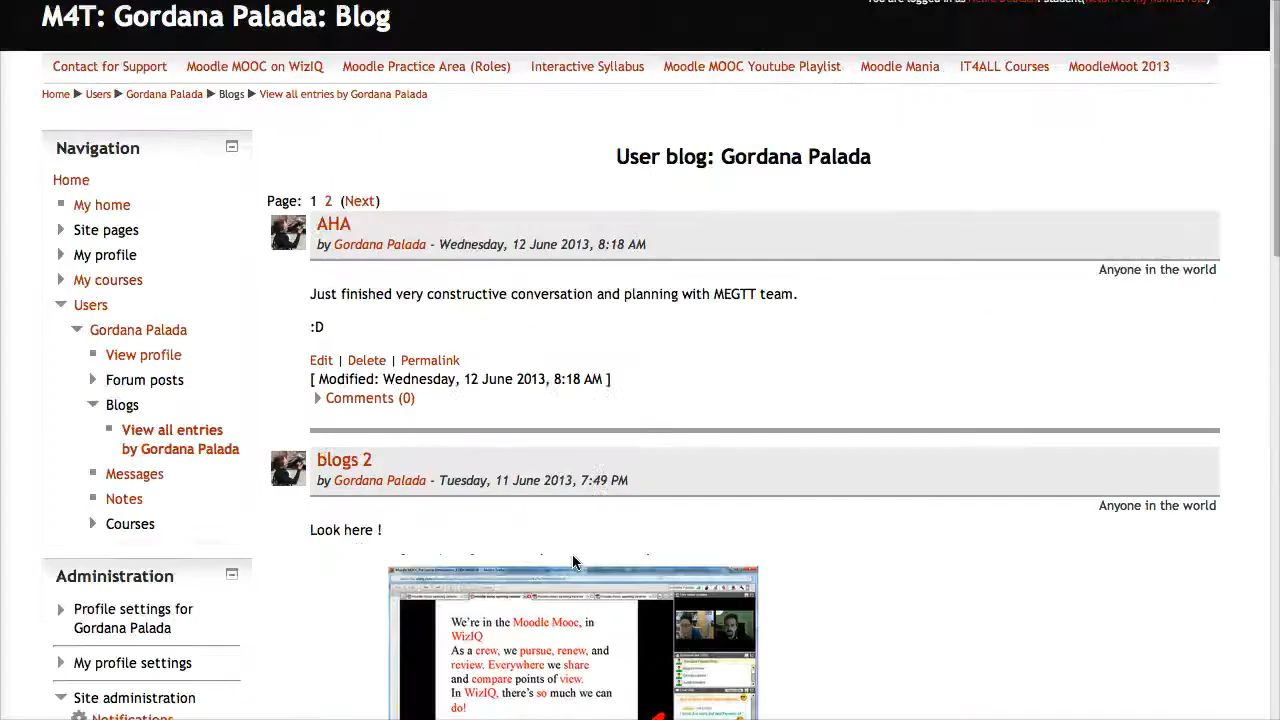 M4T: Gordana Palada: Blog
Contact for Support Moodle MOOC on WizIQ Moodle Practice Area (Roles) Interactive Syllabus Moodle MOOC Youtube Playlist Moodle Mania IT4ALL Courses MoodleMoot 2013
Home ▶ Users ▶ Gordana Palada ▶ Blogs ▶ View all entries by Gordana Palada
Navigation
Home
My home
Site pages
My profile
My courses
Users
Gordana Palada
View profile
Forum posts
Blogs
View all entries
by Gordana Palada
Messages
Notes
Courses
Administration
Profile settings for
Gordana Palada
My profile settings
Site administration
Notifications
User blog: Gordana Palada
Page: 1 2 (Next)
AHA
by Gordana Palada - Wednesday, 12 June 2013, 8:18 AM
Anyone in the world
Just finished very constructive conversation and planning with MEGTT team.
:D
Edit | Delete | Permalink
[ Modified: Wednesday, 12 June 2013, 8:18 AM ]
Comments (0)
blogs 2
by Gordana Palada - Tuesday, 11 June 2013, 7:49 PM
Anyone in the world
Look here !
We're in the Moodle Mooc, in
WizIQ
As a crew, we pursue, renew, and
review. Everywhere we share
and compare points of view.
In WizIQ, there's so much we can
do!